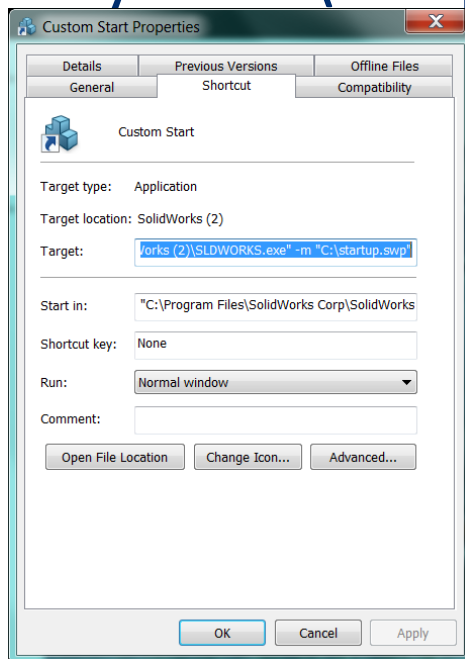 Custom Start Properties
X
Details Previous Versions Offline Files
General Shortcut Compatibility
Custom Start
Target type: Application
Target location: SolidWorks (2)
Target: Works (2)\SLDWORKS.exe" -m "C:\startup.swp"
Start in: "C:\Program Files\SolidWorks Corp\SolidWorks
Shortcut key: None
Run: Normal window
Comment:
Open File Location Change Icon... Advanced...
OK Cancel Apply